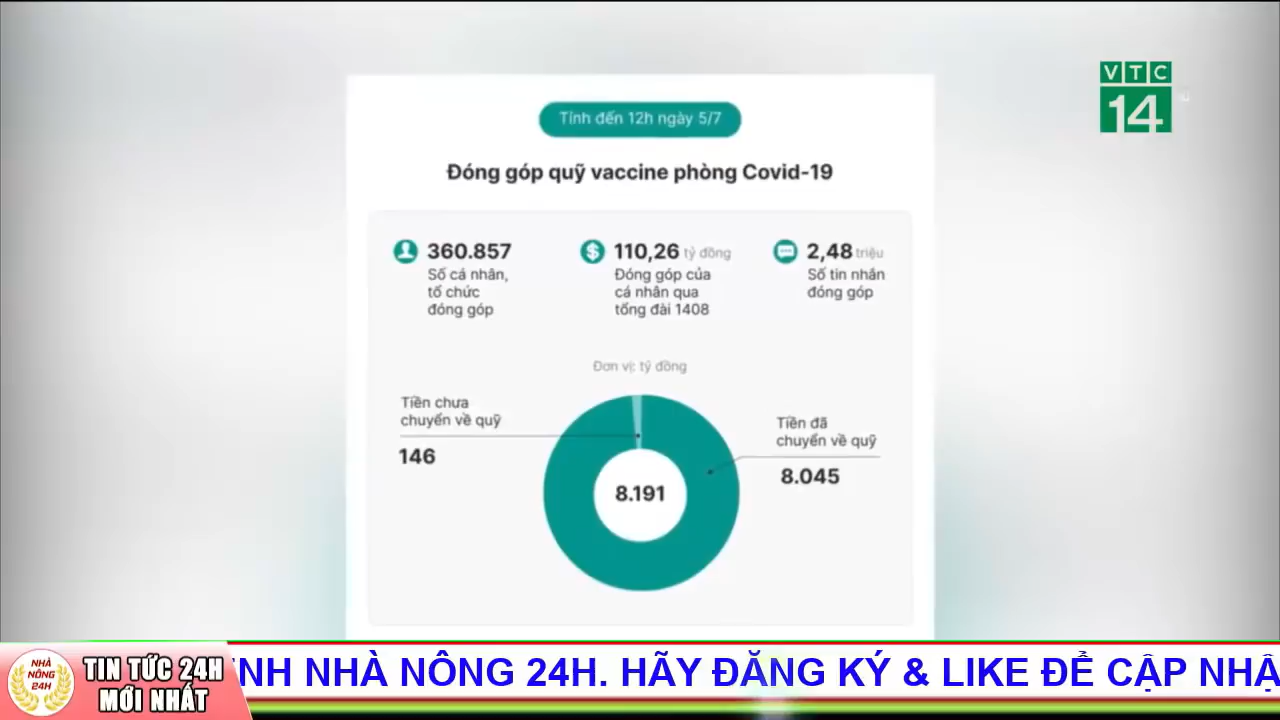 VTC
14
Tính đến 12h ngày 5/7
Đóng góp quỹ vaccine phòng Covid-19
360.857
Số cá nhân,
tổ chức
đóng góp
110,26 tỷ đồng
Đóng góp của
cá nhân qua
tổng đài 1408
2,48 triệu
Số tin nhắn
đóng góp
Đơn vị: tỷ đồng
Tiền chưa
chuyển về quỹ
146
Tiền đã
chuyển về quỹ
8.045
8.191
NHÀ
NÔNG
24H
TIN TỨC 24H
MỚI NHẤT
INH NHÀ NÔNG 24H. HÃY ĐĂNG KÝ & LIKE ĐỂ CẬP NHẬ